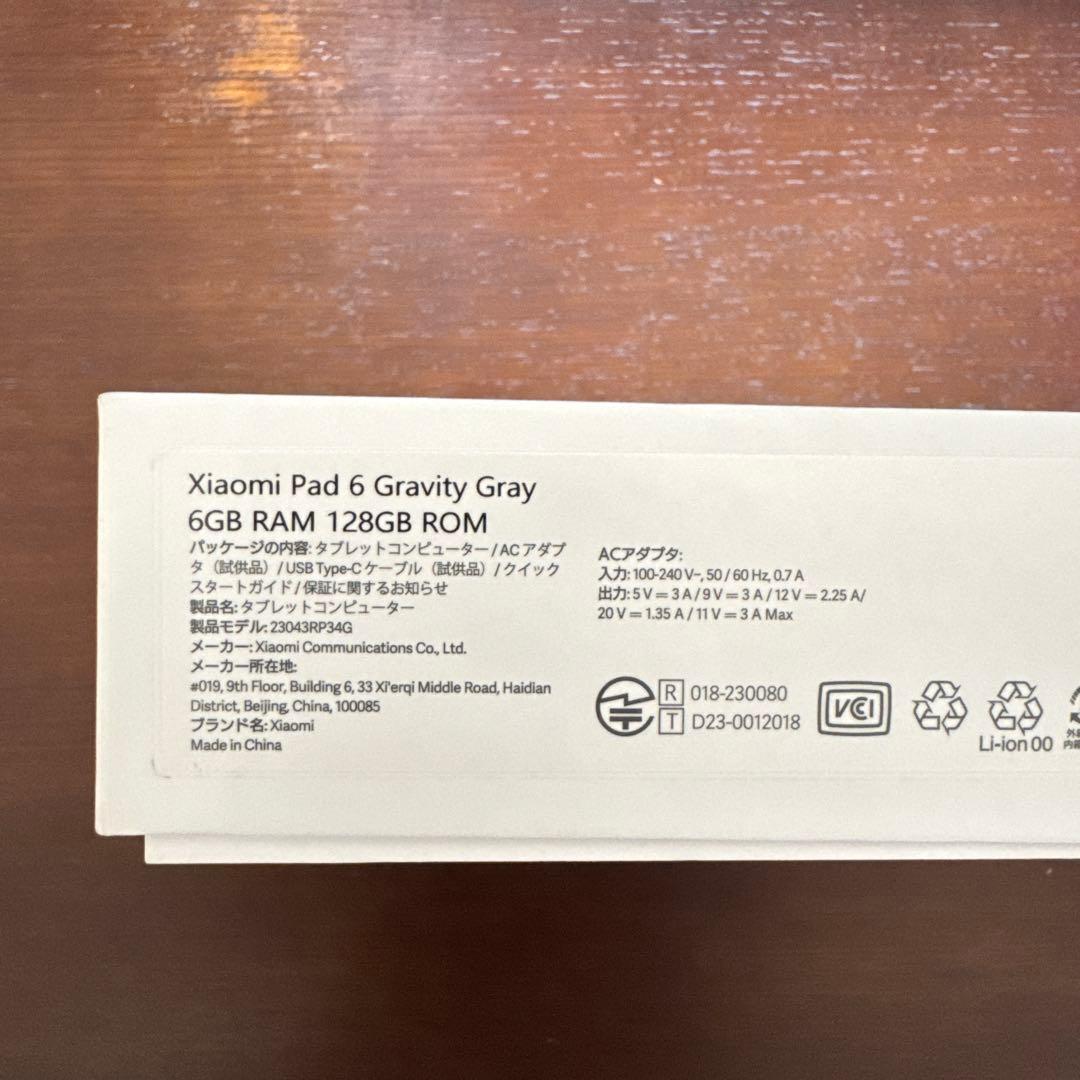 Xiaomi Pad 6 Gravity Gray
6GB RAM 128GB ROM
パッケージの内容: タブレットコンピューター / AC アダプ
タ（試供品）/ USB Type-C ケーブル（試供品）/ クイック
スタートガイド / 保証に関するお知らせ
製品名: タブレットコンピューター
製品モデル: 23043RP34G
メーカー: Xiaomi Communications Co., Ltd.
メーカー所在地:
#019, 9th Floor, Building 6, 33 Xi'erqi Middle Road, Haidian
District, Beijing, China, 100085
ブランド名: Xiaomi
Made in China
ACアダプタ:
入力: 100-240 V~, 50 / 60 Hz, 0.7 A
出力: 5 V ⎓ 3 A / 9 V ⎓ 3 A / 12 V ⎓ 2.25 A/
20 V ⎓ 1.35 A / 11 V ⎓ 3 A Max
R 018-230080
T D23-0012018
VCCI
Li-ion 00